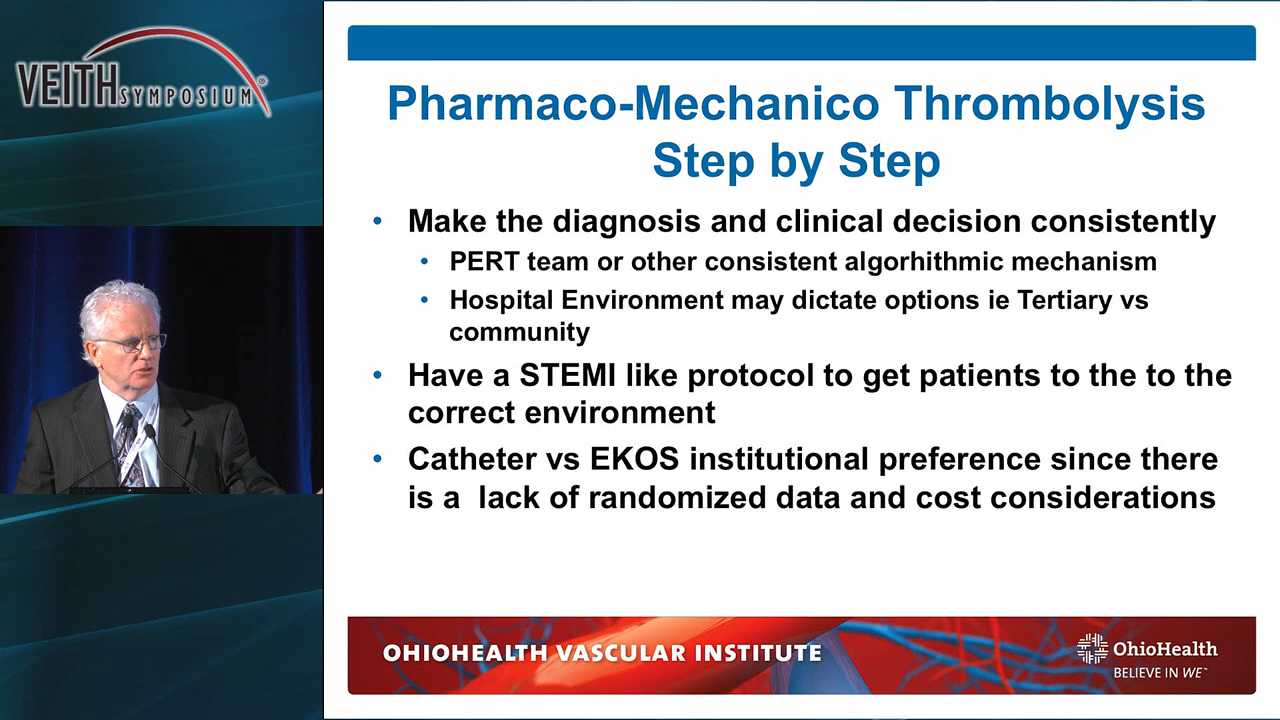 VEITHSYMPOSIUM®
Pharmaco-Mechanico Thrombolysis
Step by Step
• Make the diagnosis and clinical decision consistently
• PERT team or other consistent algorhithmic mechanism
• Hospital Environment may dictate options ie Tertiary vs
community
• Have a STEMI like protocol to get patients to the to the
correct environment
• Catheter vs EKOS institutional preference since there
is a lack of randomized data and cost considerations
OHIOHEALTH VASCULAR INSTITUTE
OhioHealth
BELIEVE IN WE™